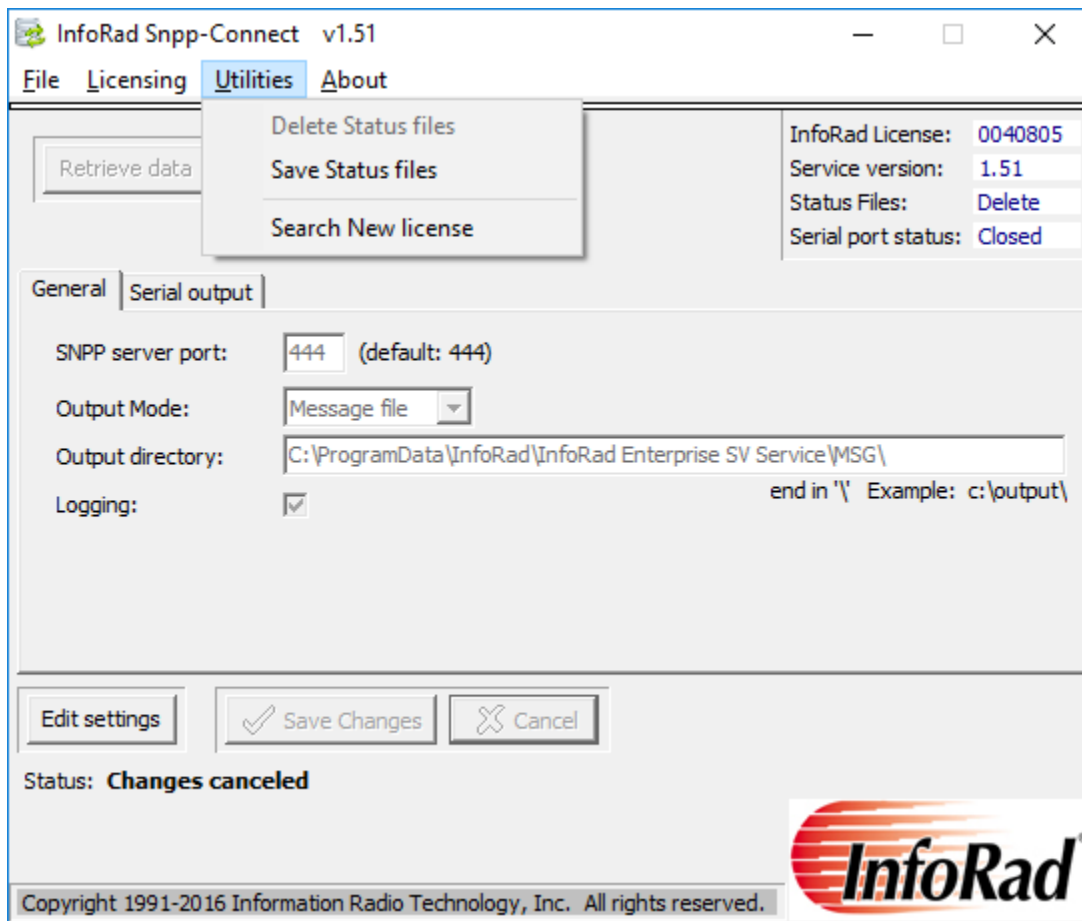 InfoRad Snpp-Connect v1.51
File Licensing Utilities About
Delete Status files
Save Status files
Search New license
Retrieve data
InfoRad License: 0040805
Service version: 1.51
Status Files: Delete
Serial port status: Closed
General Serial output
SNPP server port: 444 (default: 444)
Output Mode: Message file
Output directory: C:\ProgramData\InfoRad\InfoRad Enterprise SV Service\MSG\
end in '\' Example: c:\output\
Logging:
Edit settings Save Changes Cancel
Status: Changes canceled
InfoRad
Copyright 1991-2016 Information Radio Technology, Inc. All rights reserved.